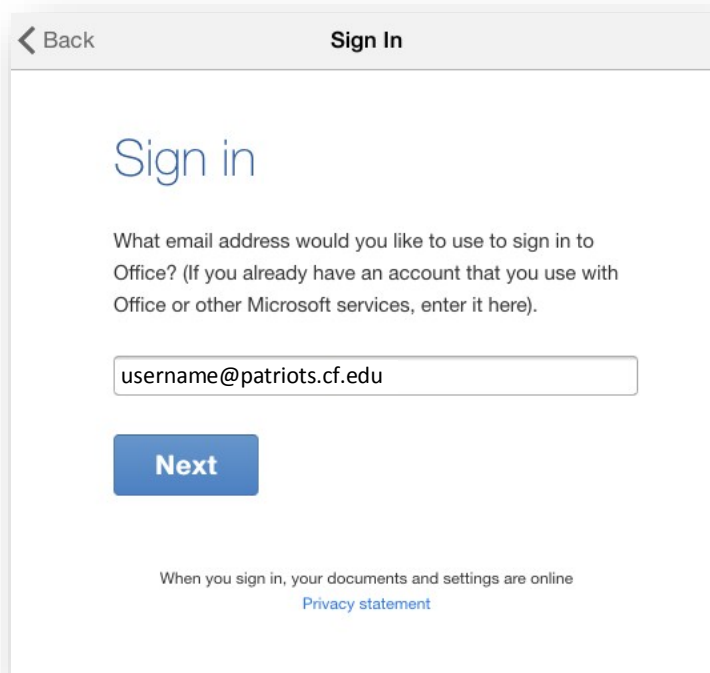 Back
Sign In
Sign in
What email address would you like to use to sign in to
Office? (If you already have an account that you use with
Office or other Microsoft services, enter it here).
username@patriots.cf.edu
Next
When you sign in, your documents and settings are online
Privacy statement